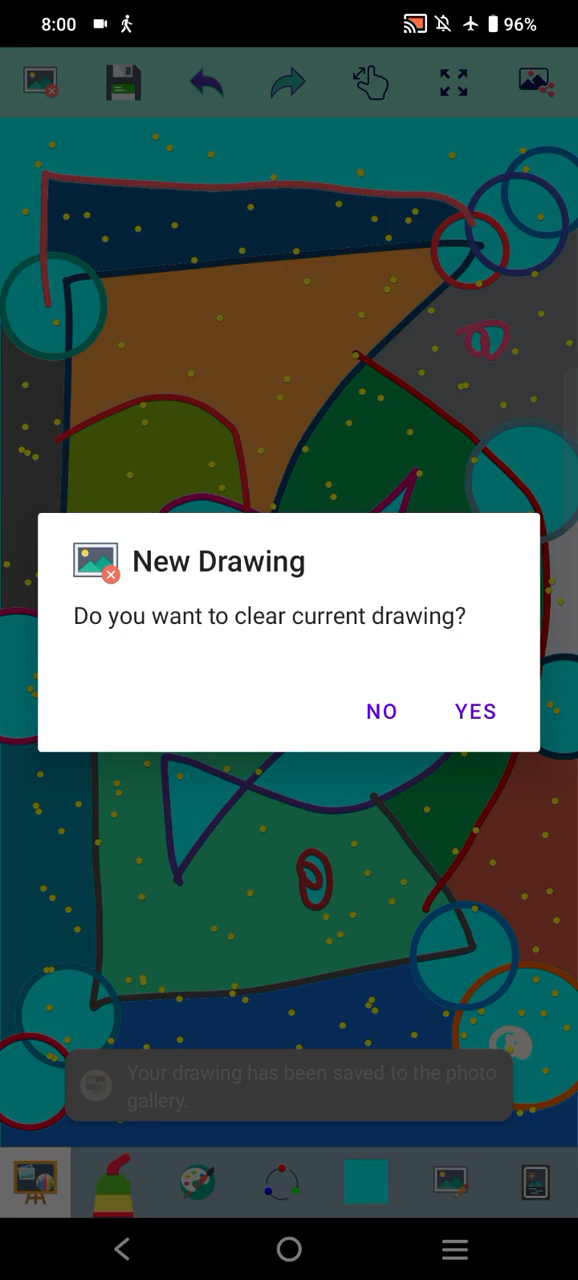 8:00
96%
New Drawing
Do you want to clear current drawing?
NO
YES
Your drawing has been saved to the photo
gallery.